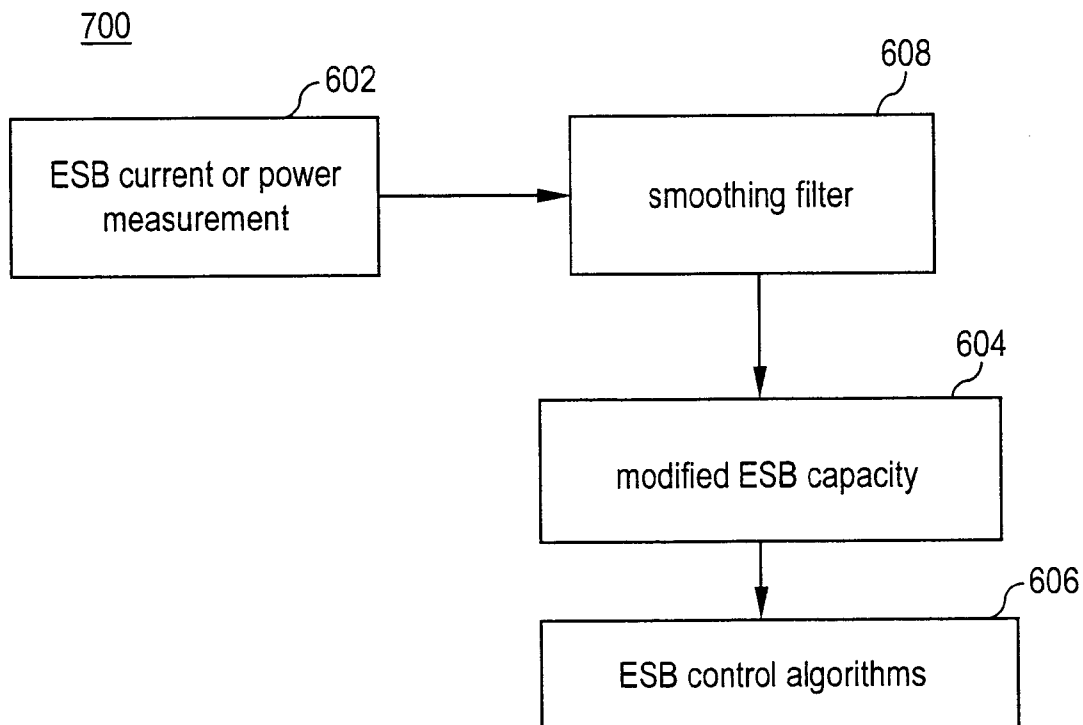 700
602
608
ESB current or power
measurement
smoothing filter
604
modified ESB capacity
606
ESB control algorithms